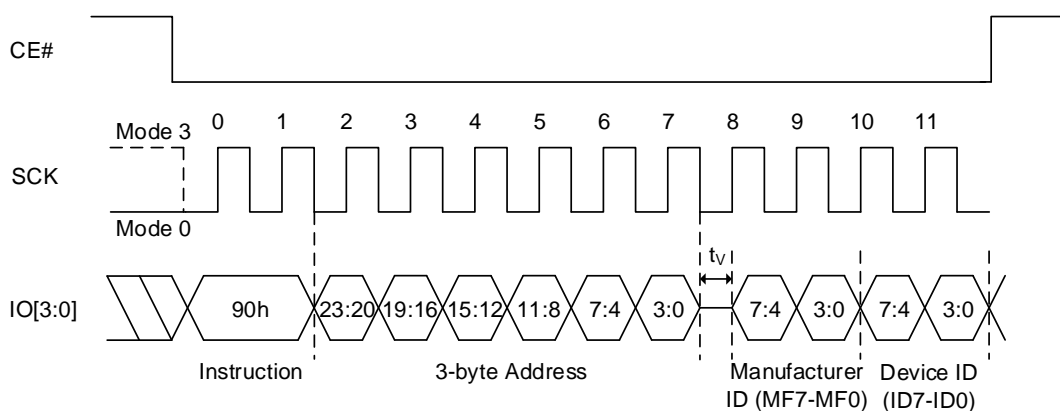 CE#
0 1 2 3 4 5 6 7 8 9 10 11
Mode 3
SCK
Mode 0
tV
IO[3:0]
90h 23:20 19:16 15:12 11:8 7:4 3:0 7:4 3:0 7:4 3:0
Instruction 3-byte Address Manufacturer Device ID
ID (MF7-MF0) (ID7-ID0)